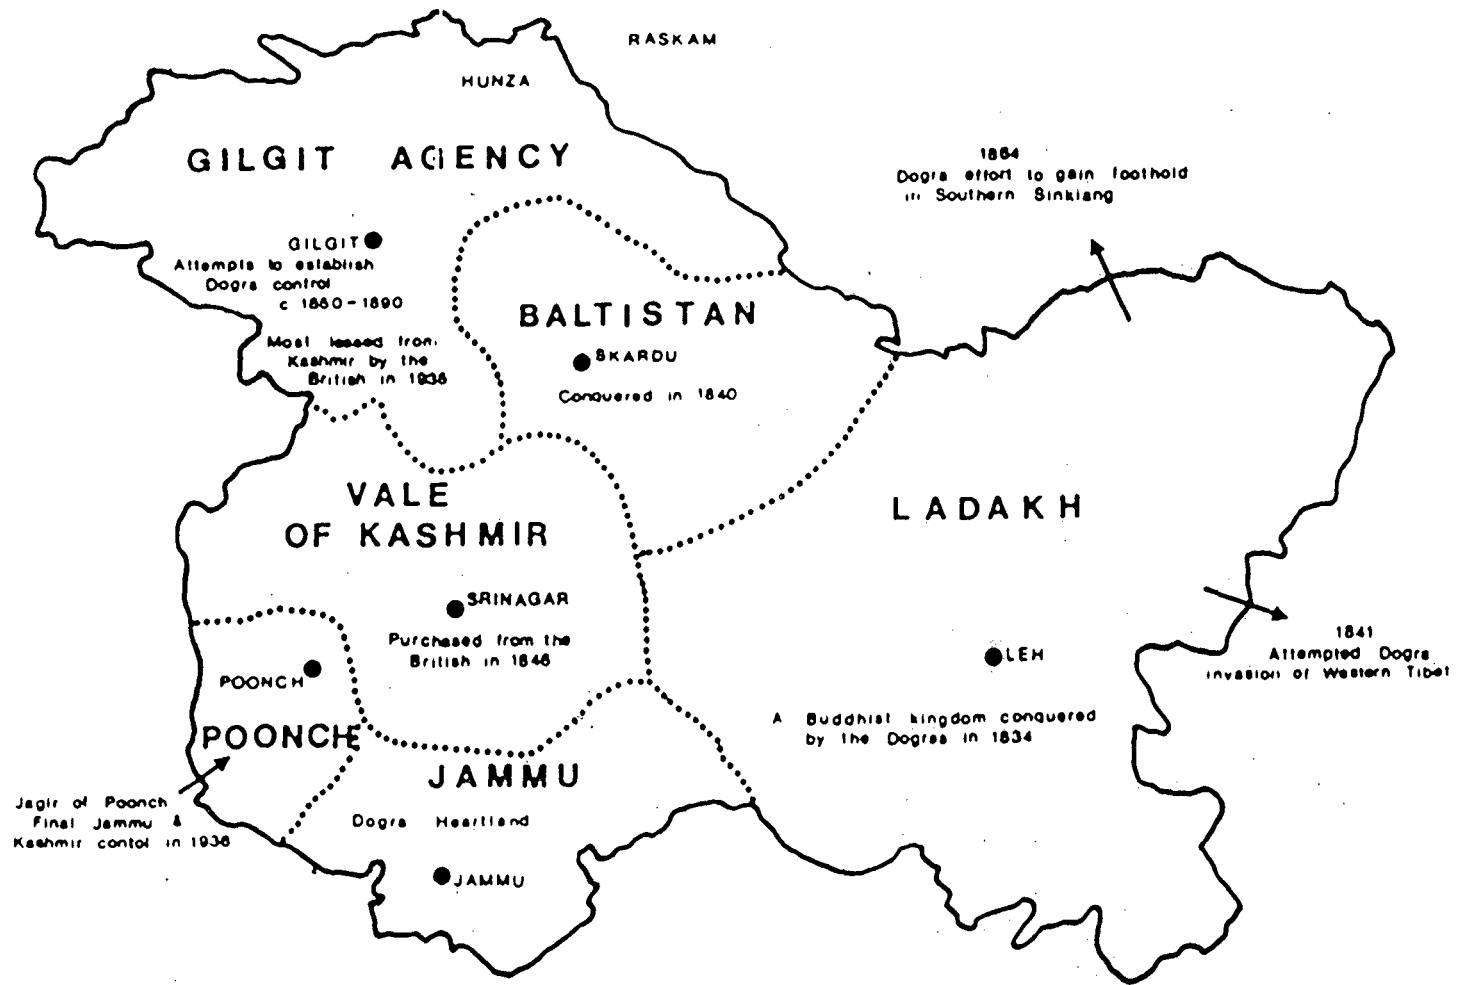 RASKAM
HUNZA
GILGIT AGENCY
1864
Dogra effort to gain foothold
in Southern Sinkiang
GILGIT
Attempts to establish
Dogra control
c 1860-1890
BALTISTAN
Most leased from
Kashmir by the
British in 1935
SKARDU
Conquered in 1840
VALE
OF KASHMIR
LADAKH
SRINAGAR
Purchased from the
British in 1846
1841
Attempted Dogra
invasion of Western Tibet
LEH
POONCH
A Buddhist kingdom conquered
by the Dogras in 1834
POONCH
JAMMU
Jagir of Poonch
Final Jammu &
Kashmir contol in 1936
Dogra Heartland
JAMMU